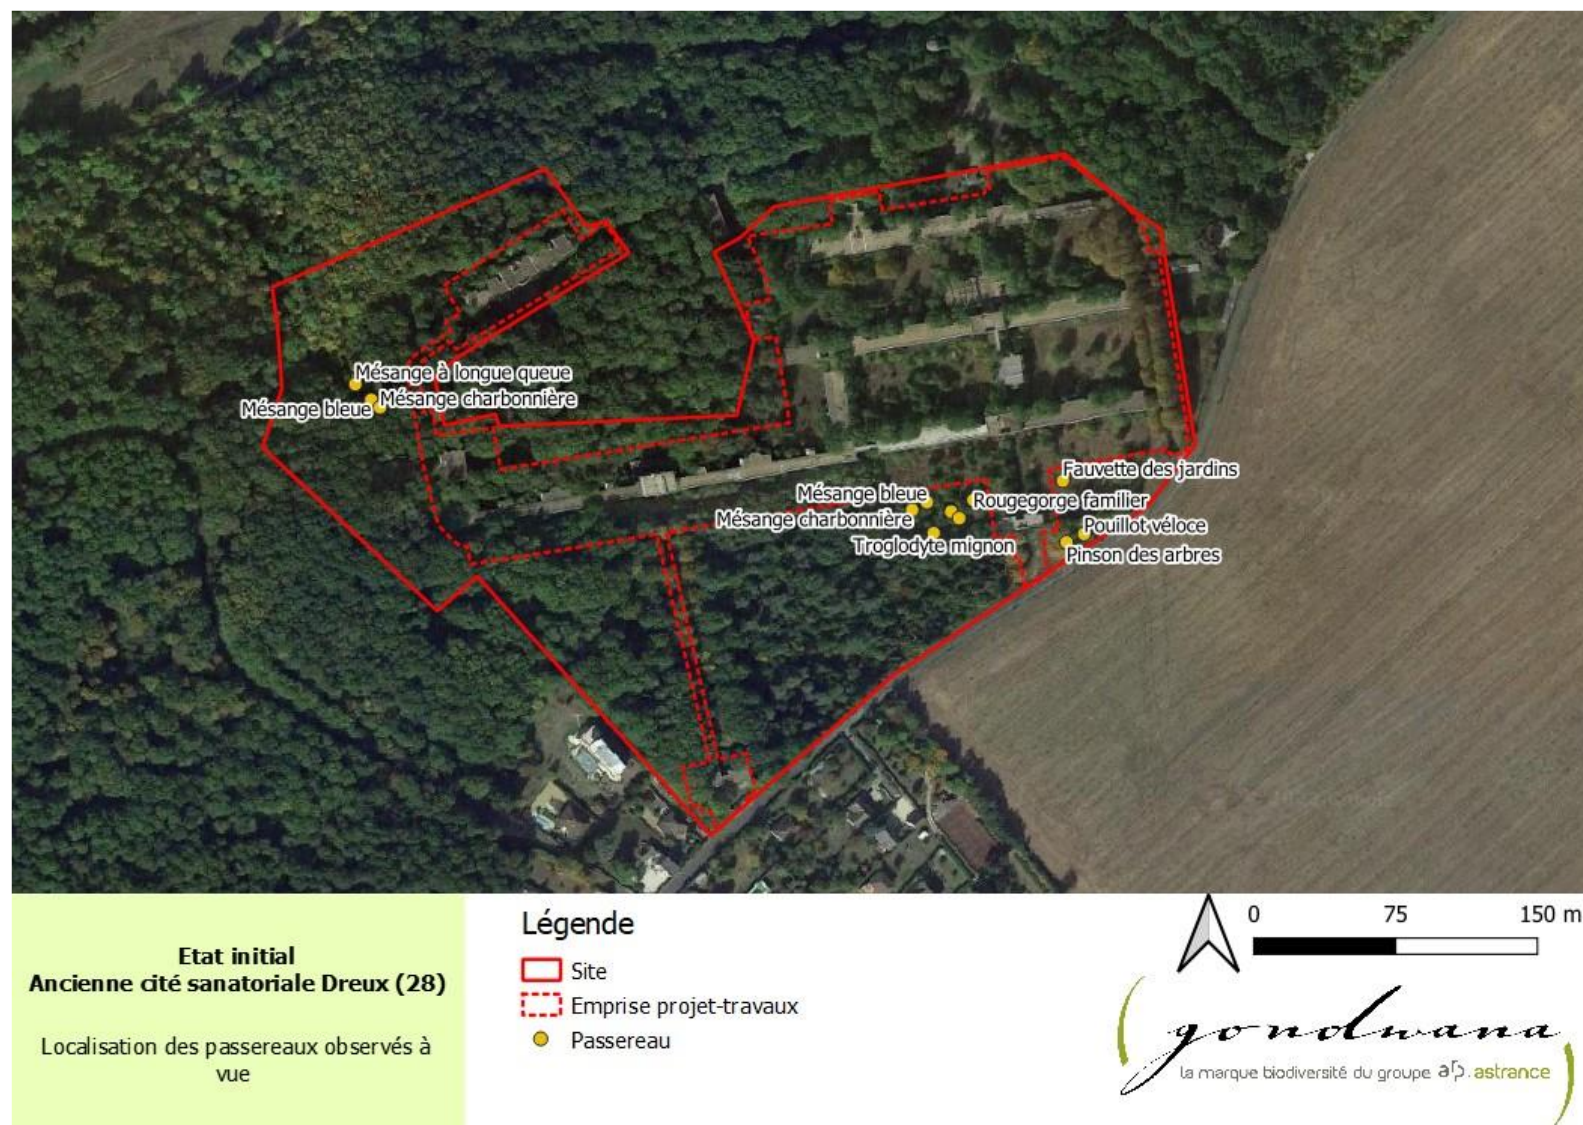 Mésange à longue queue
Mésange bleue
Mésange charbonnière
Fauvette des jardins
Mésange bleue
Rougegorge familier
Mésange charbonnière
Pouillot véloce
Troglodyte mignon
Pinson des arbres
Etat initial
Ancienne cité sanatoriale Dreux (28)
Localisation des passereaux observés à
vue
Légende
Site
Emprise projet-travaux
Passereau
0 75 150 m
gondwana
la marque biodiversité du groupe arp. astrance